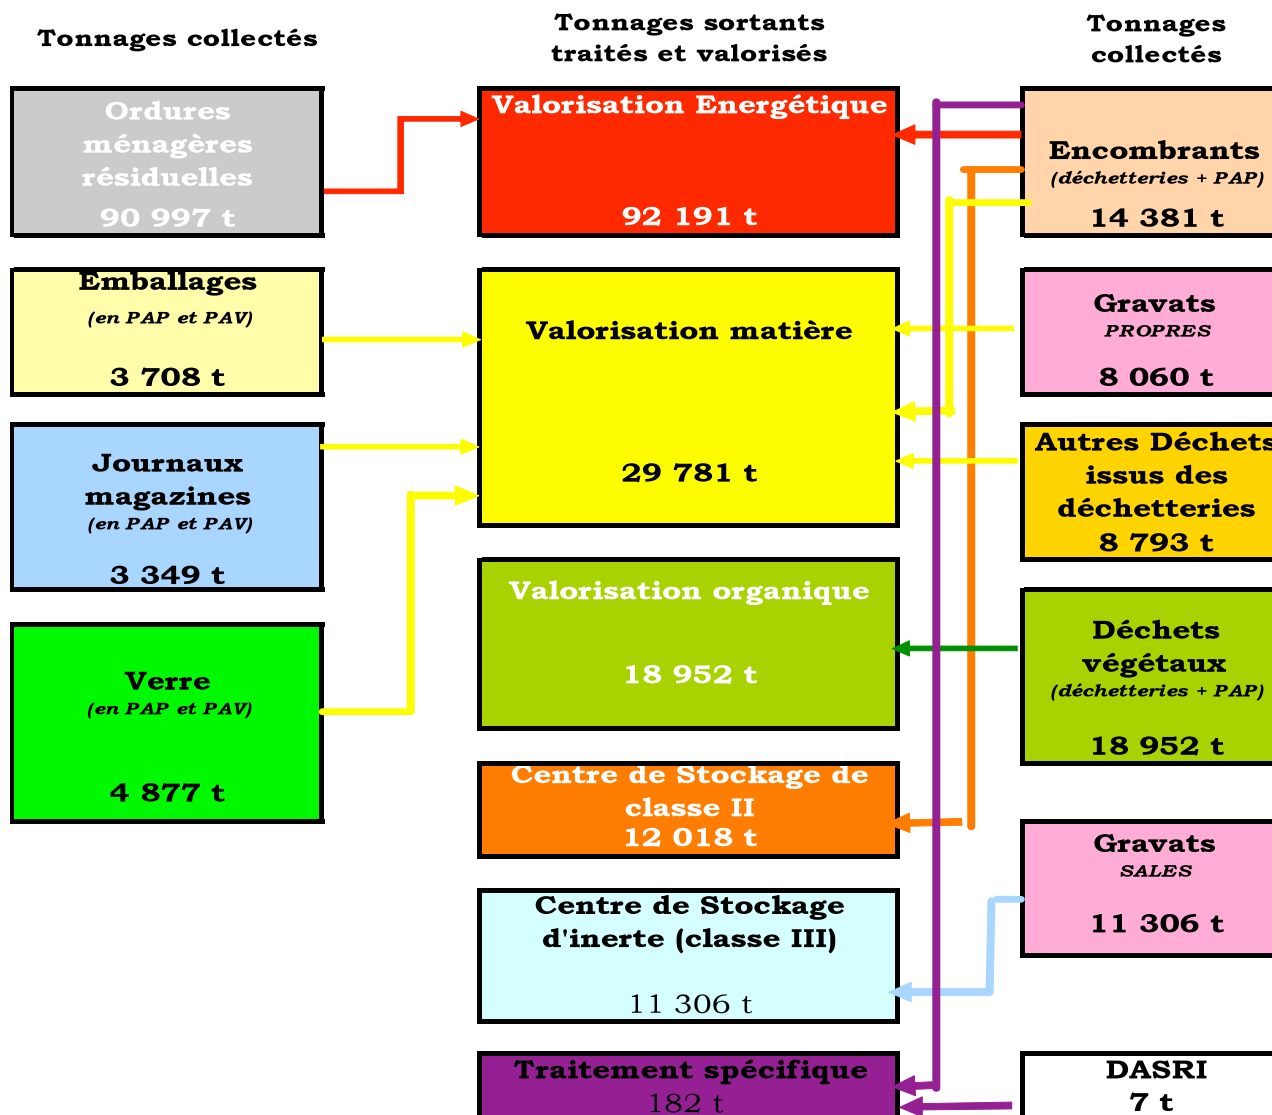 Tonnages collectés
Ordures
ménagères
résiduelles
90 997 t
Emballages
(en PAP et PAV)
3 708 t
Journaux
magazines
(en PAP et PAV)
3 349 t
Verre
(en PAP et PAV)
4 877 t
Tonnages sortants
traités et valorisés
Valorisation Energétique
92 191 t
Valorisation matière
29 781 t
Valorisation organique
18 952 t
Centre de Stockage de
classe II
12 018 t
Centre de Stockage
d'inerte (classe III)
11 306 t
Traitement spécifique
182 t
Tonnages
collectés
Encombrants
(déchetteries + PAP)
14 381 t
Gravats
PROPRES
8 060 t
Autres Déchets
issus des
déchetteries
8 793 t
Déchets
végétaux
(déchetteries + PAP)
18 952 t
Gravats
SALES
11 306 t
DASRI
7 t